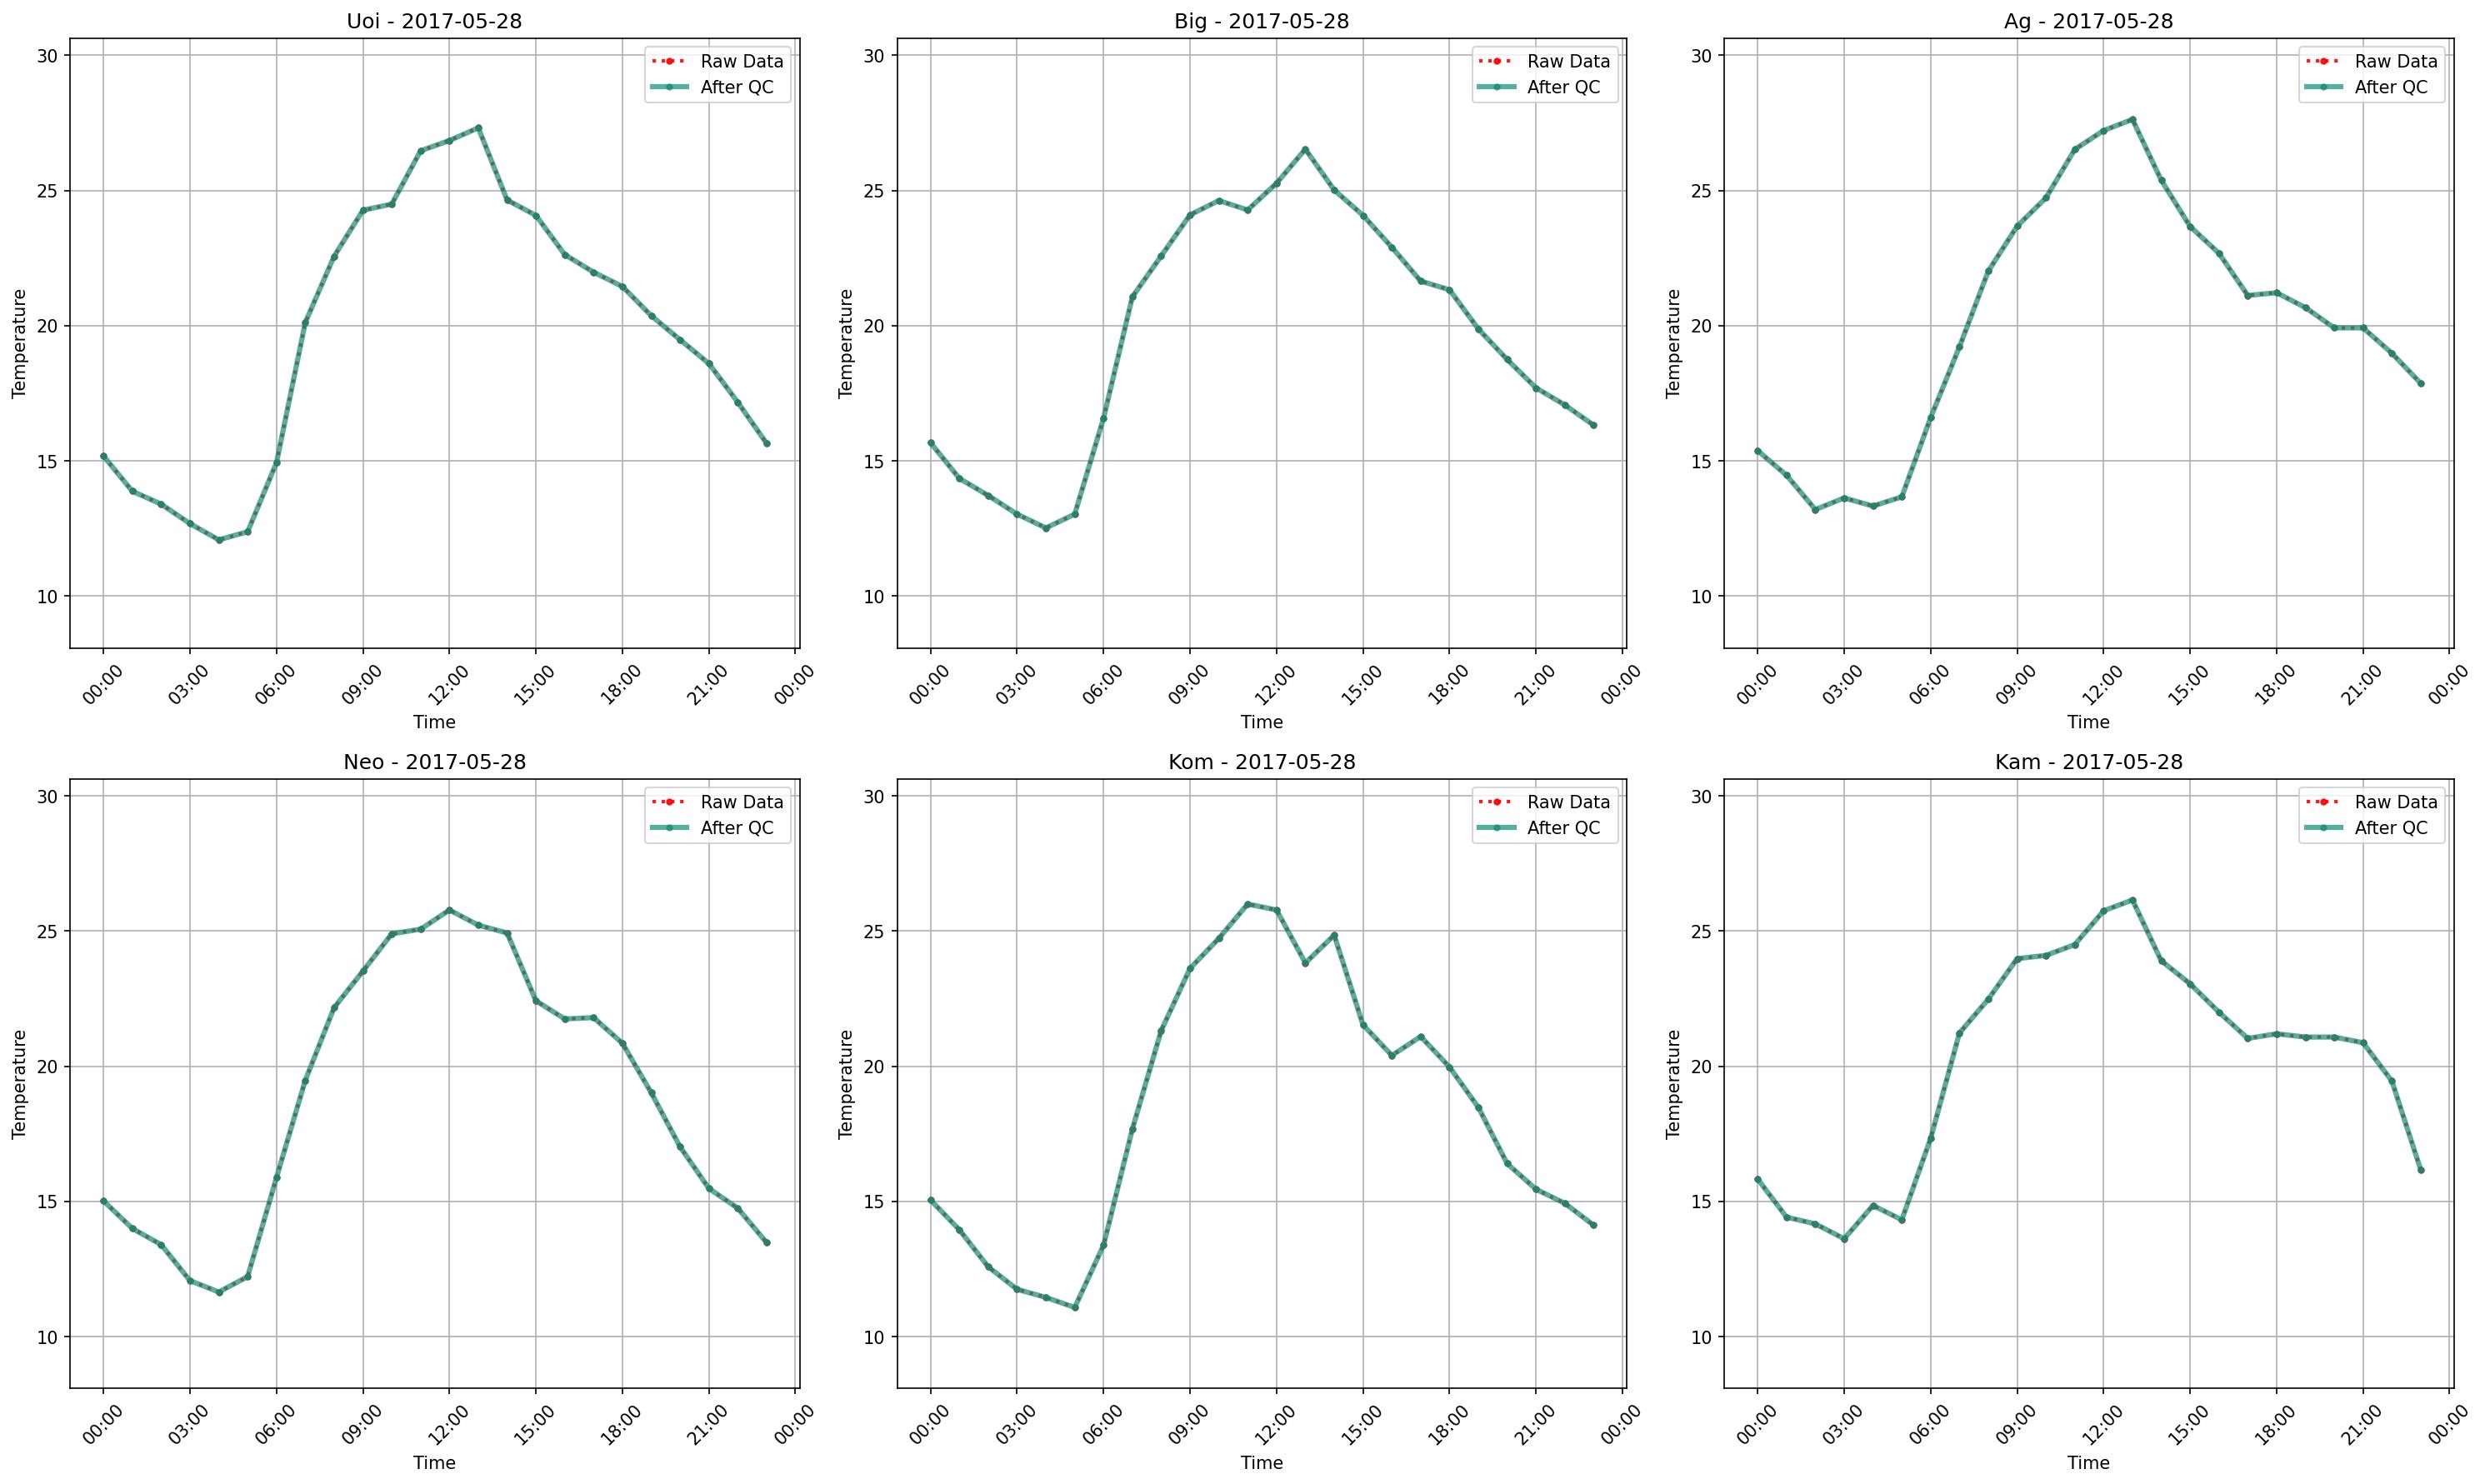 Uoi - 2017-05-28
30
25
20
15
10
Temperature
Raw Data
After QC
00:00
03:00
06:00
09:00
12:00
15:00
18:00
21:00
00:00
Time
Big - 2017-05-28
30
25
20
15
10
Temperature
Raw Data
After QC
00:00
03:00
06:00
09:00
12:00
15:00
18:00
21:00
00:00
Time
Ag - 2017-05-28
30
25
20
15
10
Temperature
Raw Data
After QC
00:00
03:00
06:00
09:00
12:00
15:00
18:00
21:00
00:00
Time
Neo - 2017-05-28
30
25
20
15
10
Temperature
Raw Data
After QC
00:00
03:00
06:00
09:00
12:00
15:00
18:00
21:00
00:00
Time
Kom - 2017-05-28
30
25
20
15
10
Temperature
Raw Data
After QC
00:00
03:00
06:00
09:00
12:00
15:00
18:00
21:00
00:00
Time
Kam - 2017-05-28
30
25
20
15
10
Temperature
Raw Data
After QC
00:00
03:00
06:00
09:00
12:00
15:00
18:00
21:00
00:00
Time